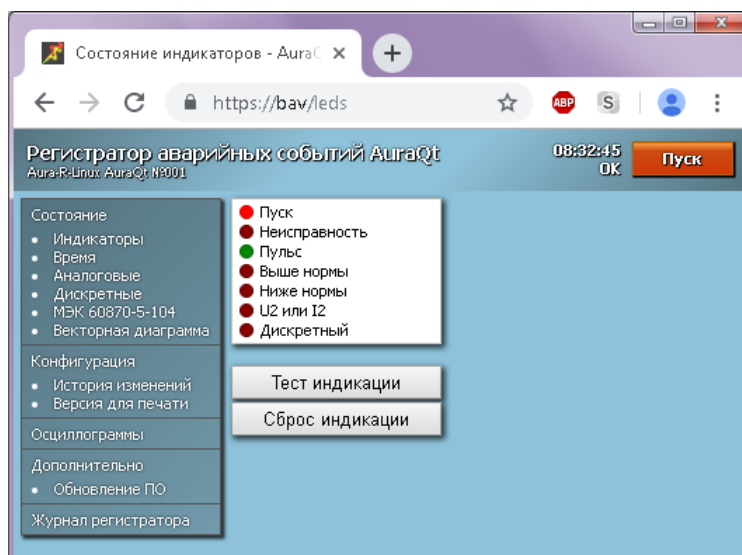 Состояние индикаторов - AuraQ
https://bav/leds
ABP
S
Регистратор аварийных событий AuraQt
Aura-R-Linux AuraQt №001
08:32:45
OK
Пуск
Состояние
Индикаторы
Время
Аналоговые
Дискретные
МЭК 60870-5-104
Векторная диаграмма
Конфигурация
История изменений
Версия для печати
Осциллограммы
Дополнительно
Обновление ПО
Журнал регистратора
Пуск
Неисправность
Пульс
Выше нормы
Ниже нормы
U2 или I2
Дискретный
Тест индикации
Сброс индикации